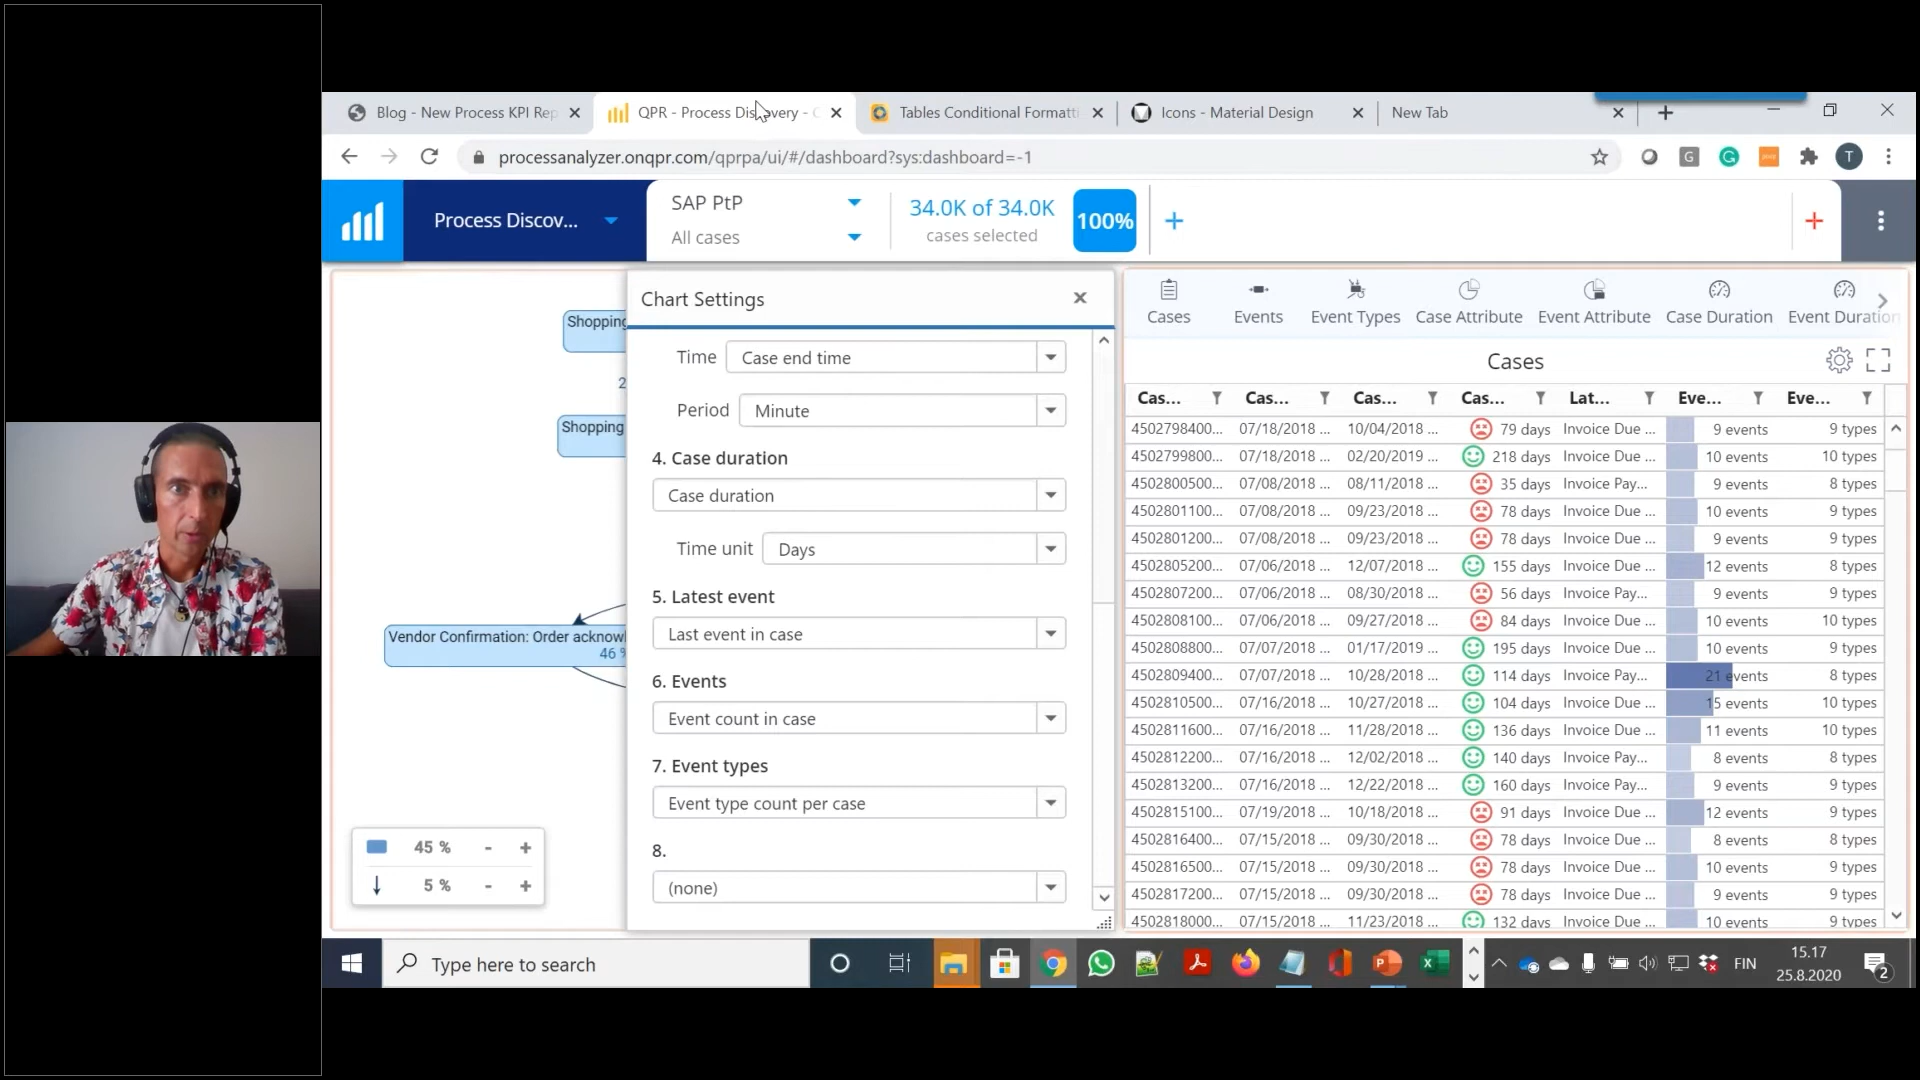 Blog - New Process KPI Rep
QPR - Process Discovery - C
Tables Conditional Formatti
Icons - Material Design
New Tab
processanalyzer.onqpr.com/qprpa/ui/#/dashboard?sys:dashboard=-1
G
T
Process Discov...
SAP PtP
All cases
34.0K of 34.0K
cases selected
100%
Shopping
2
Shopping
Vendor Confirmation: Order acknowl
46 %
45 % - +
5 % - +
Chart Settings
Time Case end time
Period Minute
4. Case duration
Case duration
Time unit Days
5. Latest event
Last event in case
6. Events
Event count in case
7. Event types
Event type count per case
8.
(none)
Cases Events Event Types Case Attribute Event Attribute Case Duration Event Duration
Cases
Cas... Cas... Cas... Cas... Lat... Eve... Eve...
4502798400... 07/18/2018 ... 10/04/2018 ... 79 days Invoice Due ... 9 events 9 types
4502799800... 07/18/2018 ... 02/20/2019 ... 218 days Invoice Due ... 10 events 10 types
4502800500... 07/08/2018 ... 08/11/2018 ... 35 days Invoice Pay... 9 events 8 types
4502801100... 07/08/2018 ... 09/23/2018 ... 78 days Invoice Due ... 10 events 9 types
4502801200... 07/08/2018 ... 09/23/2018 ... 78 days Invoice Due ... 9 events 9 types
4502805200... 07/06/2018 ... 12/07/2018 ... 155 days Invoice Due ... 12 events 8 types
4502807200... 07/06/2018 ... 08/30/2018 ... 56 days Invoice Pay... 9 events 9 types
4502808100... 07/06/2018 ... 09/27/2018 ... 84 days Invoice Due ... 10 events 10 types
4502808800... 07/07/2018 ... 01/17/2019 ... 195 days Invoice Due ... 10 events 9 types
4502809400... 07/07/2018 ... 10/28/2018 ... 114 days Invoice Pay... 21 events 8 types
4502810500... 07/16/2018 ... 10/27/2018 ... 104 days Invoice Due ... 15 events 10 types
4502811600... 07/16/2018 ... 11/28/2018 ... 136 days Invoice Due ... 11 events 10 types
4502812200... 07/16/2018 ... 12/02/2018 ... 140 days Invoice Pay... 8 events 8 types
4502813200... 07/16/2018 ... 12/22/2018 ... 160 days Invoice Pay... 9 events 9 types
4502815100... 07/19/2018 ... 10/18/2018 ... 91 days Invoice Due ... 12 events 9 types
4502816400... 07/15/2018 ... 09/30/2018 ... 78 days Invoice Due ... 8 events 8 types
4502816500... 07/15/2018 ... 09/30/2018 ... 78 days Invoice Due ... 10 events 9 types
4502817200... 07/15/2018 ... 09/30/2018 ... 78 days Invoice Due ... 9 events 9 types
4502818000... 07/15/2018 ... 11/23/2018 ... 132 days Invoice Due ... 10 events 9 types
Type here to search
FIN
15.17
25.8.2020
2